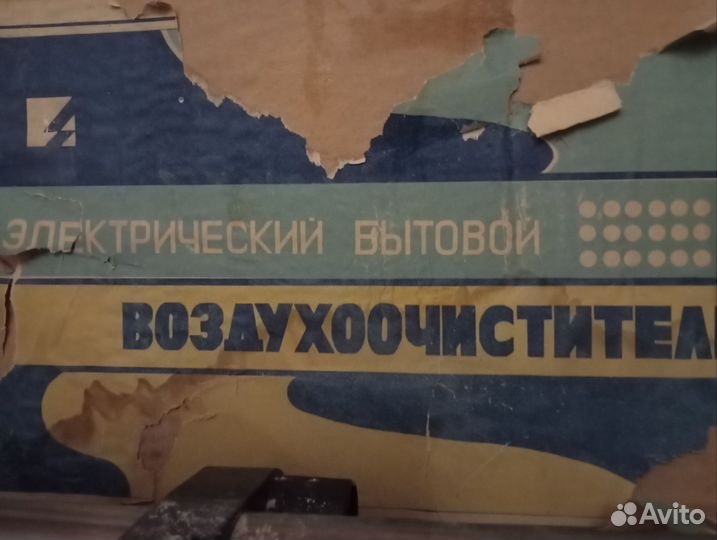 ЭЛЕКТРИЧЕСКИЙ БЫТОВОЙ
ВОЗДУХООЧИСТИТЕЛ
Avito